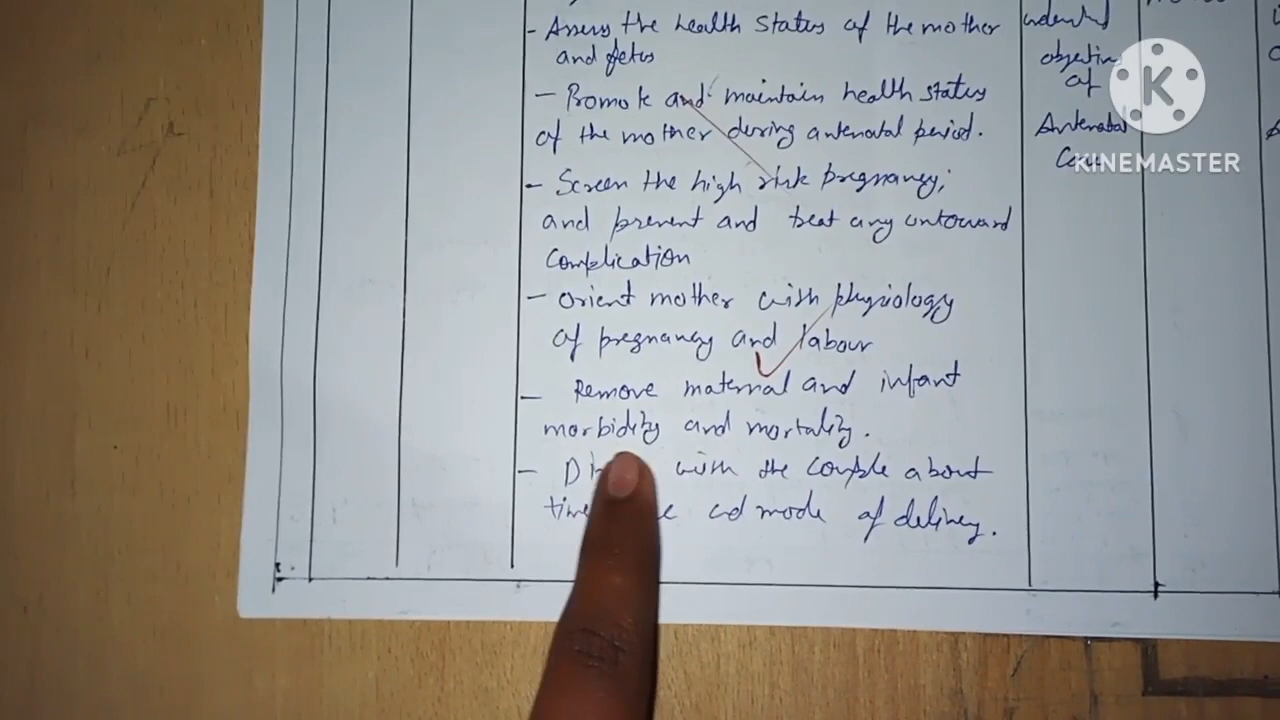 - Assess the health status of the mother
and fetus
- Promote and maintain health status
of the mother during antenatal period.
- Screen the high risk pregnancy,
and prevent and treat any untoward
complication
- Orient mother with physiology
of pregnancy and labour
- Remove maternal and infant
morbidity and mortality.
- with the couple about
and mode of delivery.
objective
of
Antenatal
K
KINEMASTER